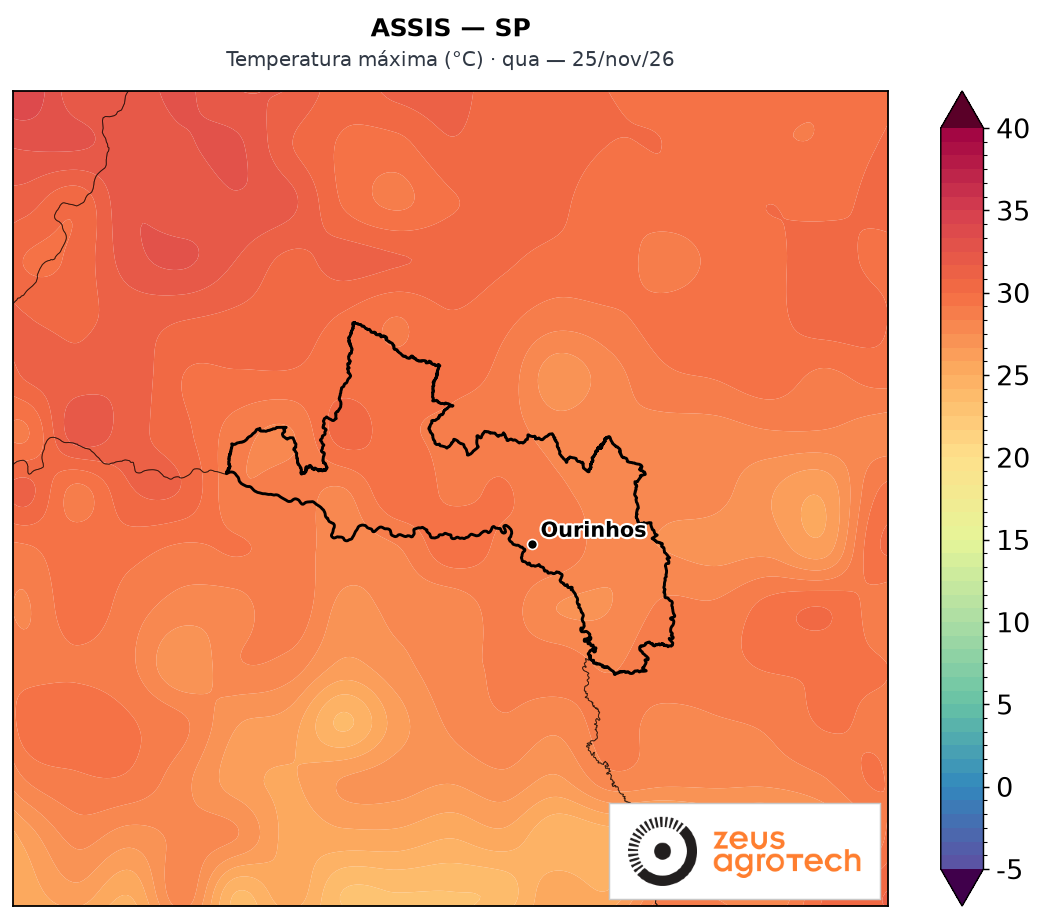 ASSIS — SP
Temperatura máxima (°C) · qua — 25/nov/26
40
35
30
25
20
15
10
5
0
-5
Ourinhos
zeus
agrotech